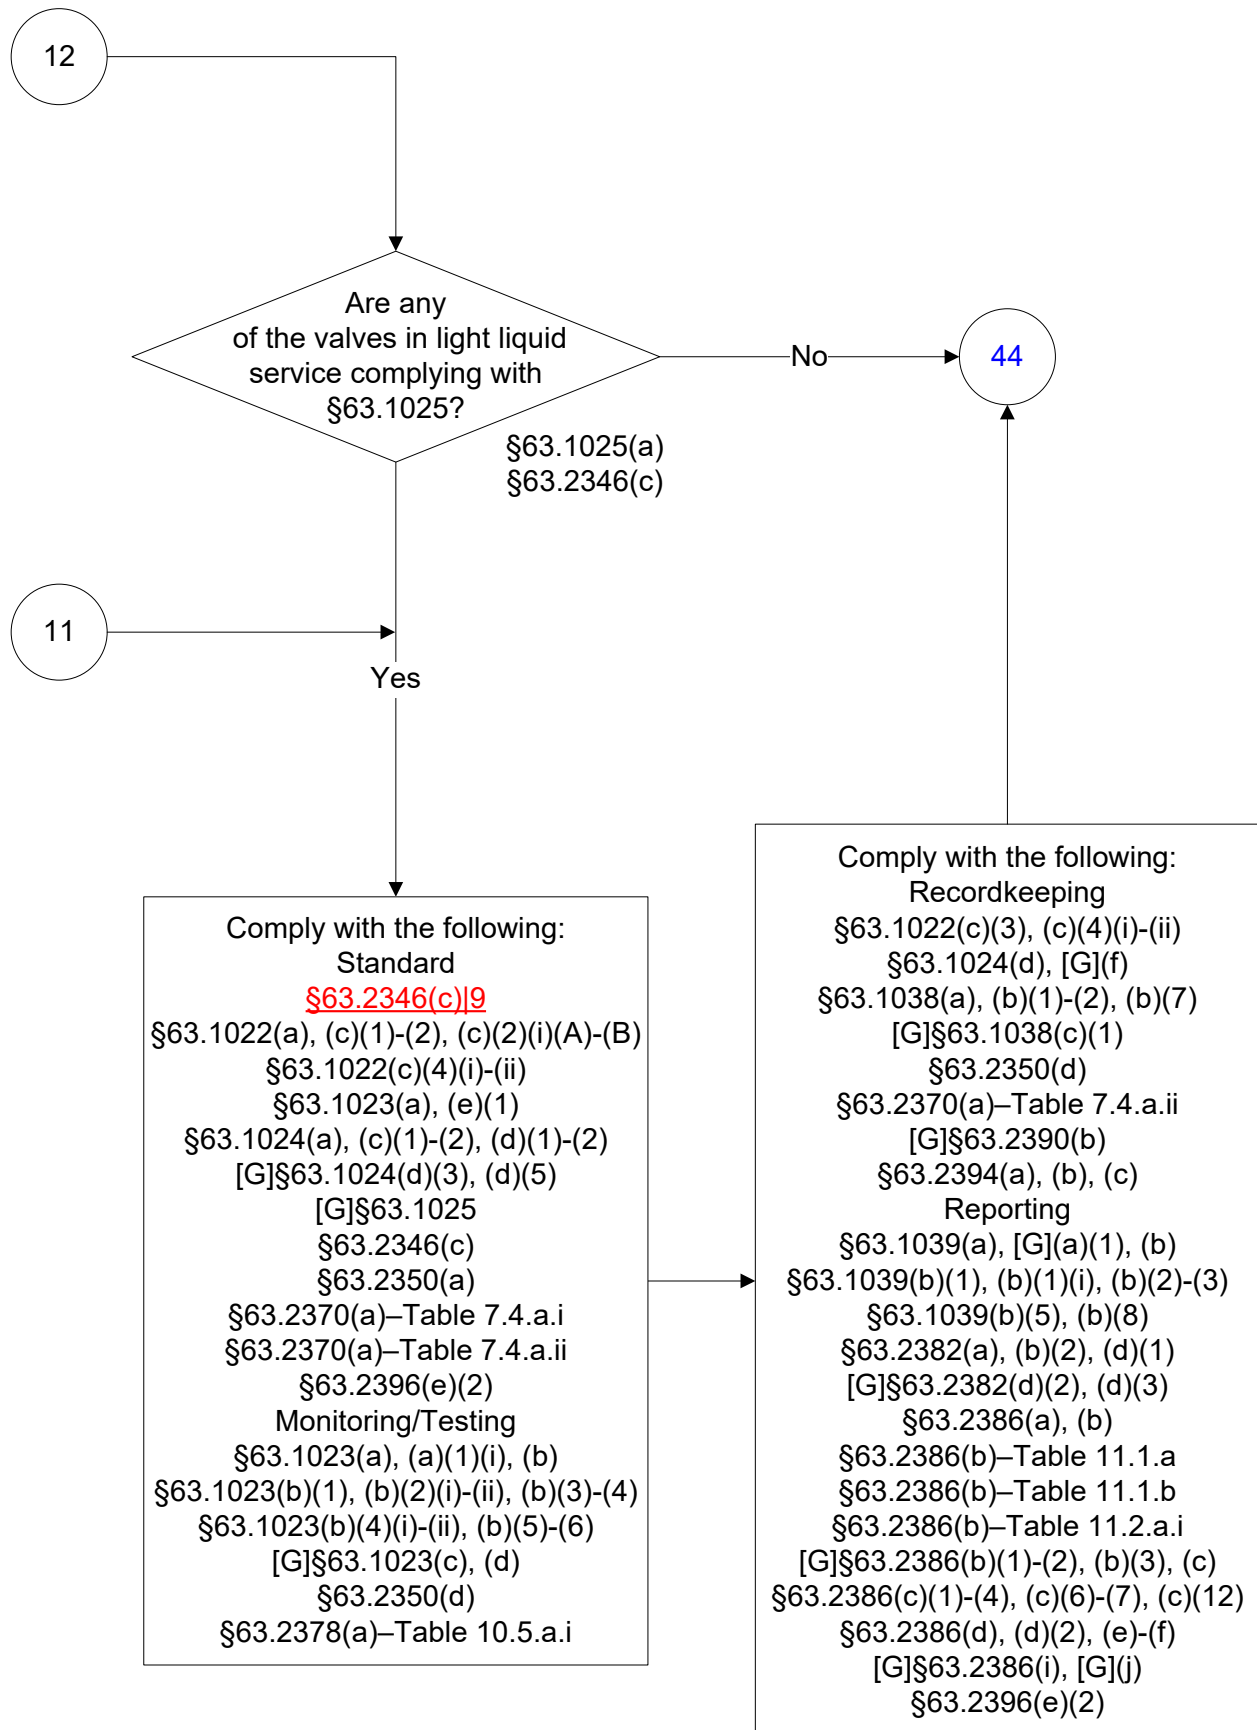 12
Are any
of the valves in light liquid
service complying with
§63.1025?
No
44
§63.1025(a)
§63.2346(c)
11
Yes
Comply with the following:
Standard
§63.2346(c)|9
§63.1022(a), (c)(1)-(2), (c)(2)(i)(A)-(B)
§63.1022(c)(4)(i)-(ii)
§63.1023(a), (e)(1)
§63.1024(a), (c)(1)-(2), (d)(1)-(2)
[G]§63.1024(d)(3), (d)(5)
[G]§63.1025
§63.2346(c)
§63.2350(a)
§63.2370(a)–Table 7.4.a.i
§63.2370(a)–Table 7.4.a.ii
§63.2396(e)(2)
Monitoring/Testing
§63.1023(a), (a)(1)(i), (b)
§63.1023(b)(1), (b)(2)(i)-(ii), (b)(3)-(4)
§63.1023(b)(4)(i)-(ii), (b)(5)-(6)
[G]§63.1023(c), (d)
§63.2350(d)
§63.2378(a)–Table 10.5.a.i
Comply with the following:
Recordkeeping
§63.1022(c)(3), (c)(4)(i)-(ii)
§63.1024(d), [G](f)
§63.1038(a), (b)(1)-(2), (b)(7)
[G]§63.1038(c)(1)
§63.2350(d)
§63.2370(a)–Table 7.4.a.ii
[G]§63.2390(b)
§63.2394(a), (b), (c)
Reporting
§63.1039(a), [G](a)(1), (b)
§63.1039(b)(1), (b)(1)(i), (b)(2)-(3)
§63.1039(b)(5), (b)(8)
§63.2382(a), (b)(2), (d)(1)
[G]§63.2382(d)(2), (d)(3)
§63.2386(a), (b)
§63.2386(b)–Table 11.1.a
§63.2386(b)–Table 11.1.b
§63.2386(b)–Table 11.2.a.i
[G]§63.2386(b)(1)-(2), (b)(3), (c)
§63.2386(c)(1)-(4), (c)(6)-(7), (c)(12)
§63.2386(d), (d)(2), (e)-(f)
[G]§63.2386(i), [G](j)
§63.2396(e)(2)